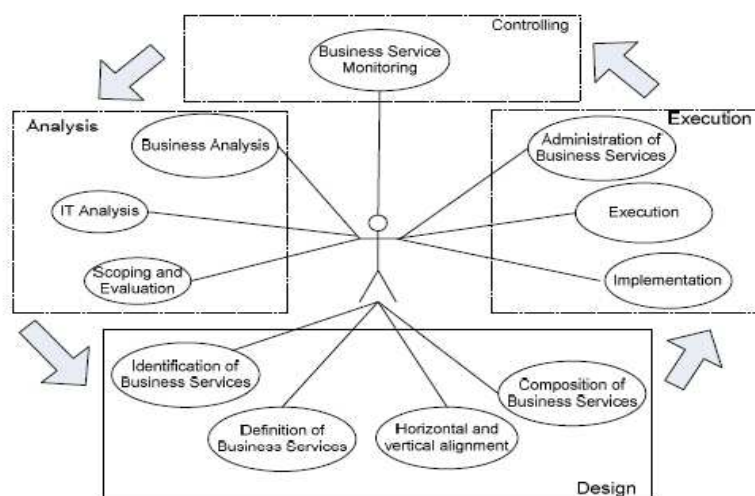 Controlling
Business Service
Monitoring
Analysis
Business Analysis
IT Analysis
Scoping and
Evaluation
Execution
Administration of
Business Services
Execution
Implementation
Identification of
Business Services
Definition of
Business Services
Horizontal and
vertical alignment
Composition of
Business Services
Design